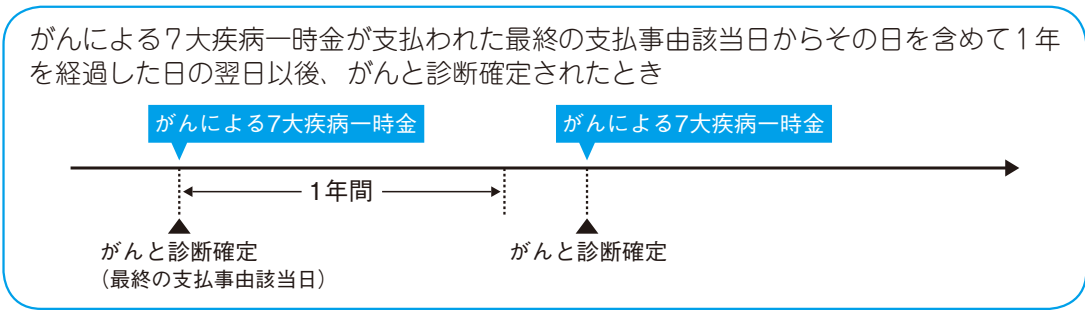 がんによる７大疾病一時金が支払われた最終の支払事由該当日からその日を含めて１年
を経過した日の翌日以後、がんと診断確定されたとき
がんによる7大疾病一時金
がんによる7大疾病一時金
1年間
がんと診断確定
（最終の支払事由該当日）
がんと診断確定